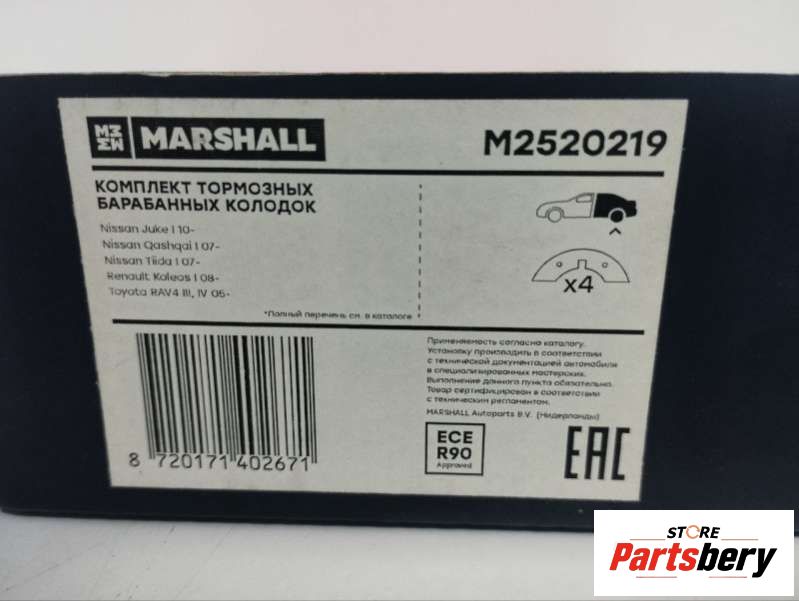 MARSHALL
M2520219
КОМПЛЕКТ ТОРМОЗНЫХ
БАРАБАННЫХ КОЛОДОК
Nissan Juke I 10-
Nissan Qashqai I 07-
Nissan Tiida I 07-
Renault Koleos I 08-
Toyota RAV4 III, IV 05-
*Полный перечень см. в каталоге
x4
Применяемость согласно каталогу.
Установку производить в соответствии
с технической документацией автомобиля
в специализированных мастерских.
Выполнение данного пункта обязательно.
Товар сертифицирован в соответствии
с техническим регламентом.
MARSHALL Autoparts B.V. (Нидерланды)
8 720171 402671
ECE
R90
Approved
EAC
STORE
Partsbery